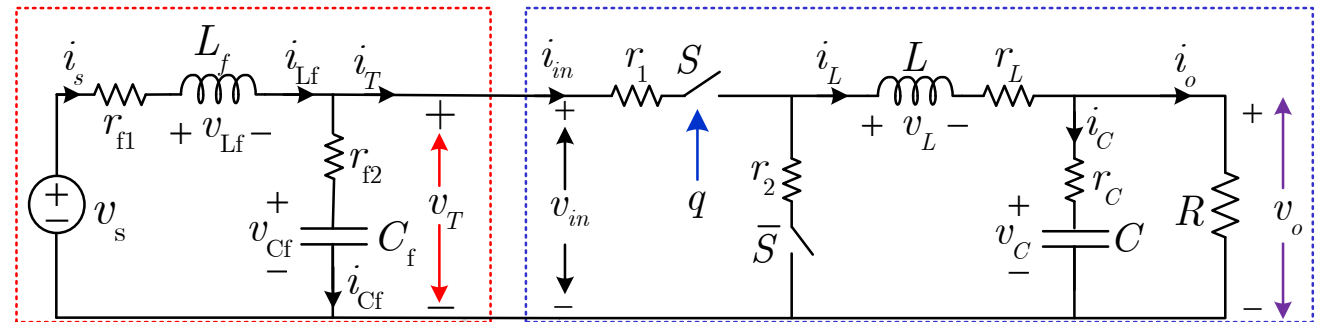 i_s L_f i_Lf i_T i_in r_1 S i_L L r_L i_o
r_f1 + v_Lf − + + + v_L − i_C +
r_f2 r_2 r_C
+ − v_s + v_Cf − C_f v_T v_in q S̅ + v_C − C R v_o
i_Cf − − −